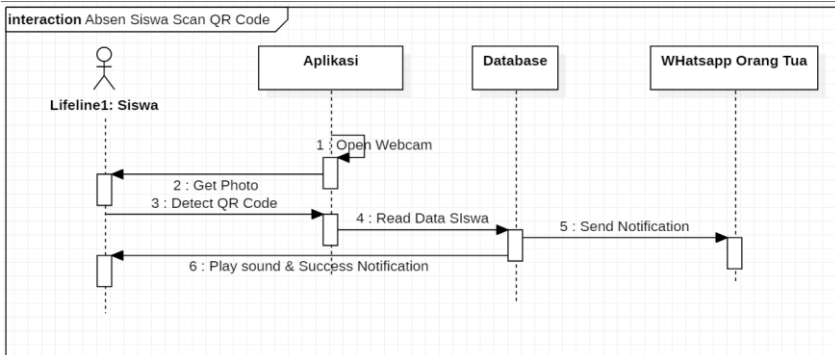 interaction Absen Siswa Scan QR Code
Aplikasi
Database
WHatsapp Orang Tua
Lifeline1: Siswa
1 : Open Webcam
2 : Get Photo
3 : Detect QR Code
4 : Read Data SIswa
5 : Send Notification
6 : Play sound & Success Notification